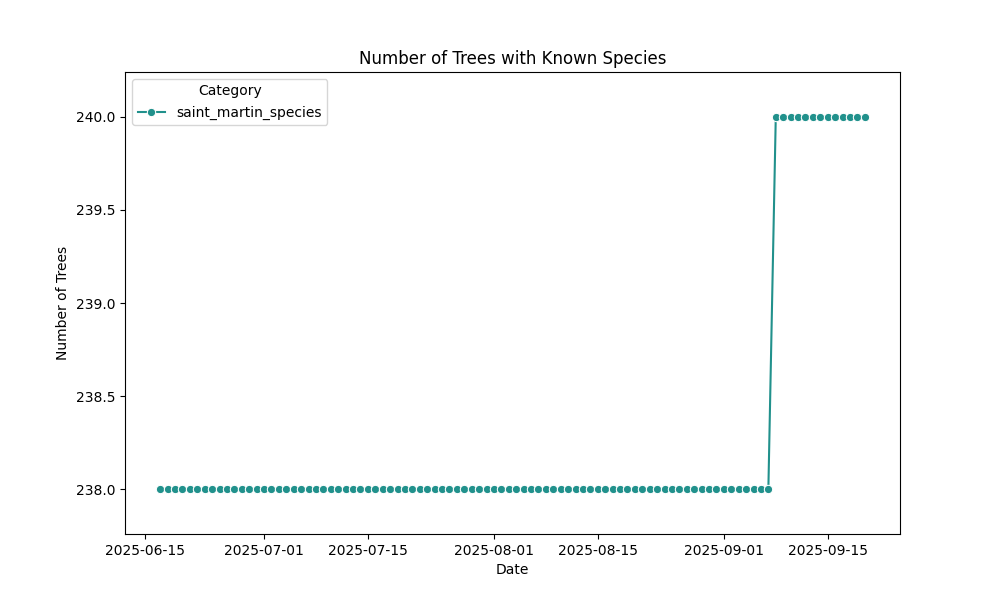 Number of Trees with Known Species
Category
saint_martin_species
240.0
239.5
239.0
238.5
238.0
Number of Trees
2025-06-15
2025-07-01
2025-07-15
2025-08-01
2025-08-15
2025-09-01
2025-09-15
Date